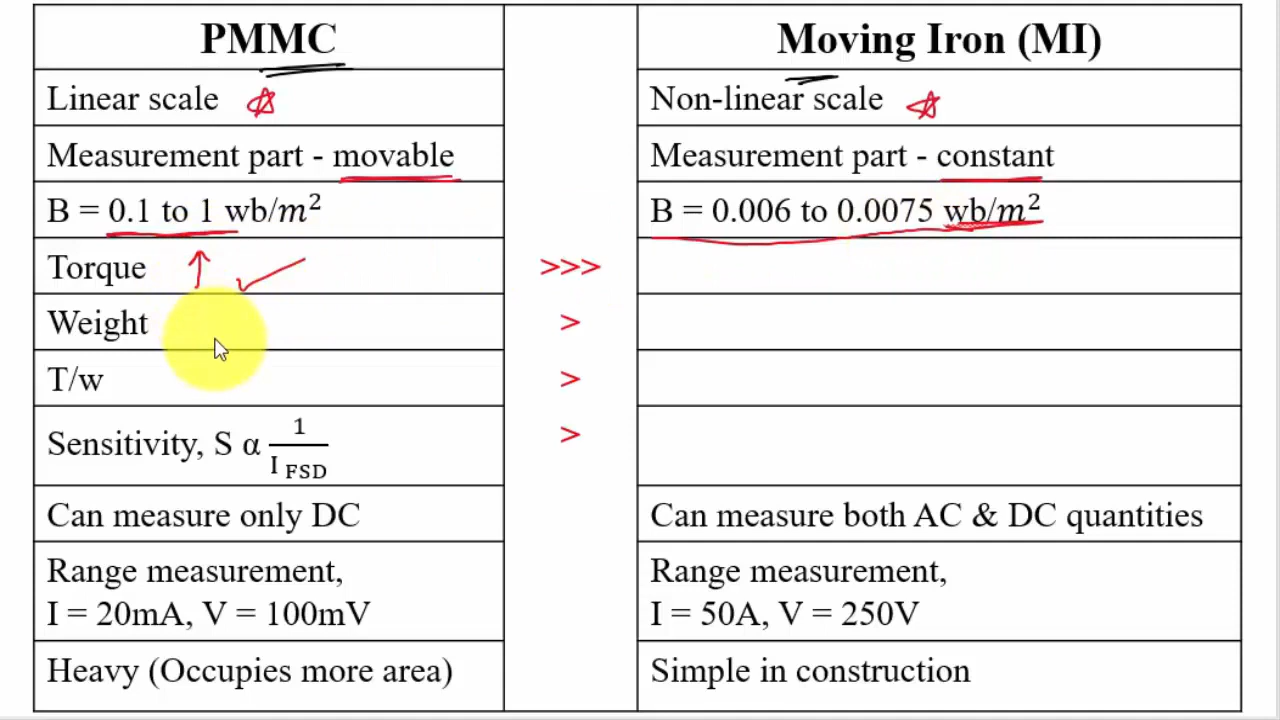 PMMC Moving Iron (MI)
Linear scale Non-linear scale
Measurement part - movable Measurement part - constant
B = 0.1 to 1 wb/m² B = 0.006 to 0.0075 wb/m²
Torque >>>
Weight >
T/w >
Sensitivity, S α 1/I FSD >
Can measure only DC Can measure both AC & DC quantities
Range measurement, Range measurement,
I = 20mA, V = 100mV I = 50A, V = 250V
Heavy (Occupies more area) Simple in construction